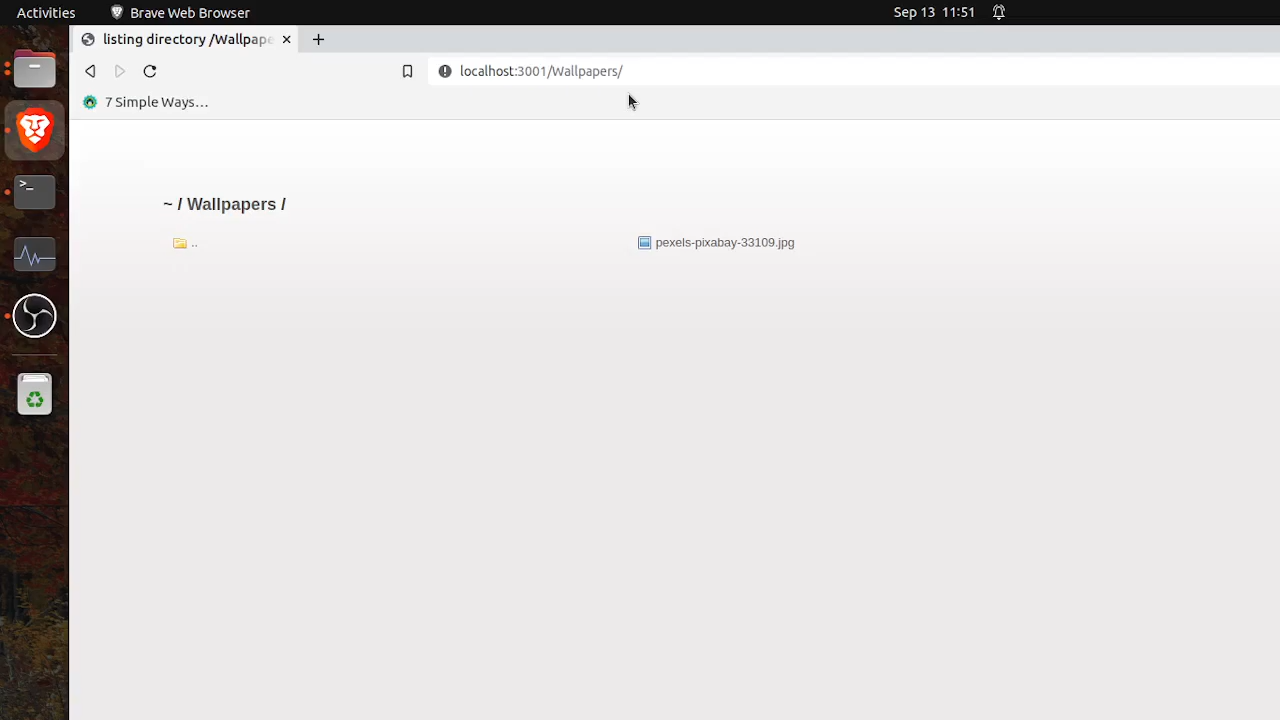 Activities
Brave Web Browser
Sep 13 11:51
listing directory /Wallpape
localhost:3001/Wallpapers/
7 Simple Ways…
~ / Wallpapers /
..
pexels-pixabay-33109.jpg